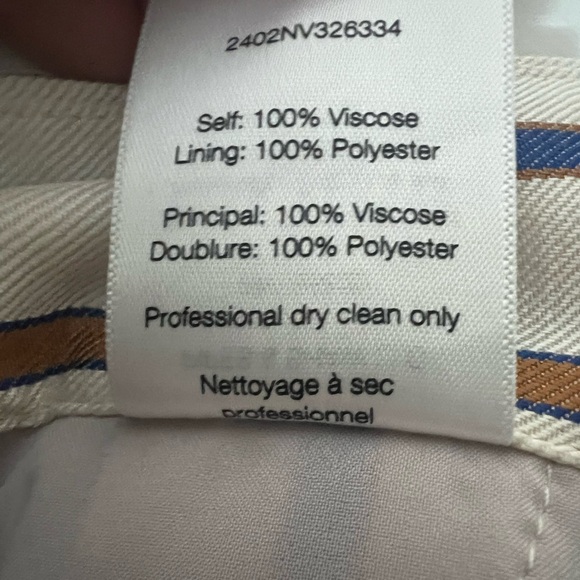 2402NV326334
Self: 100% Viscose
Lining: 100% Polyester
Principal: 100% Viscose
Doublure: 100% Polyester
Professional dry clean only
Nettoyage à sec
professionnel